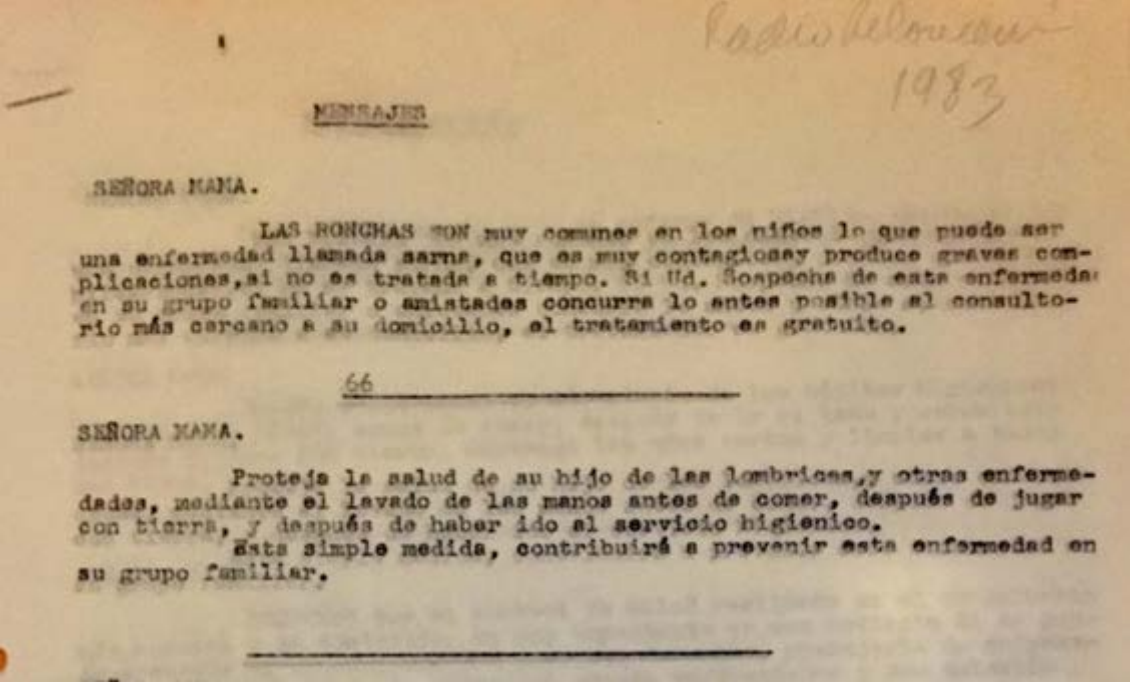 Radio Reloncaví
1983
MENSAJES
SEÑORA MAMA.
LAS RONCHAS SON muy comunes en los niños lo que puede ser
una enfermedad llamada sarna, que es muy contagiosay produce graves com-
plicaciones,si no es tratada a tiempo. Si Ud. Sospecha de esta enfermeda
en su grupo familiar o amistades concurra lo antes posible al consulto-
rio más cercano a su domicilio, el tratamiento es gratuito.
66
SEÑORA MAMA.
Proteja la salud de su hijo de las lombrices,y otras enferme-
dades, mediante el lavado de las manos antes de comer, después de jugar
con tierra, y después de haber ido al servicio higienico.
Esta simple medida, contribuirá a prevenir esta enfermedad en
su grupo familiar.